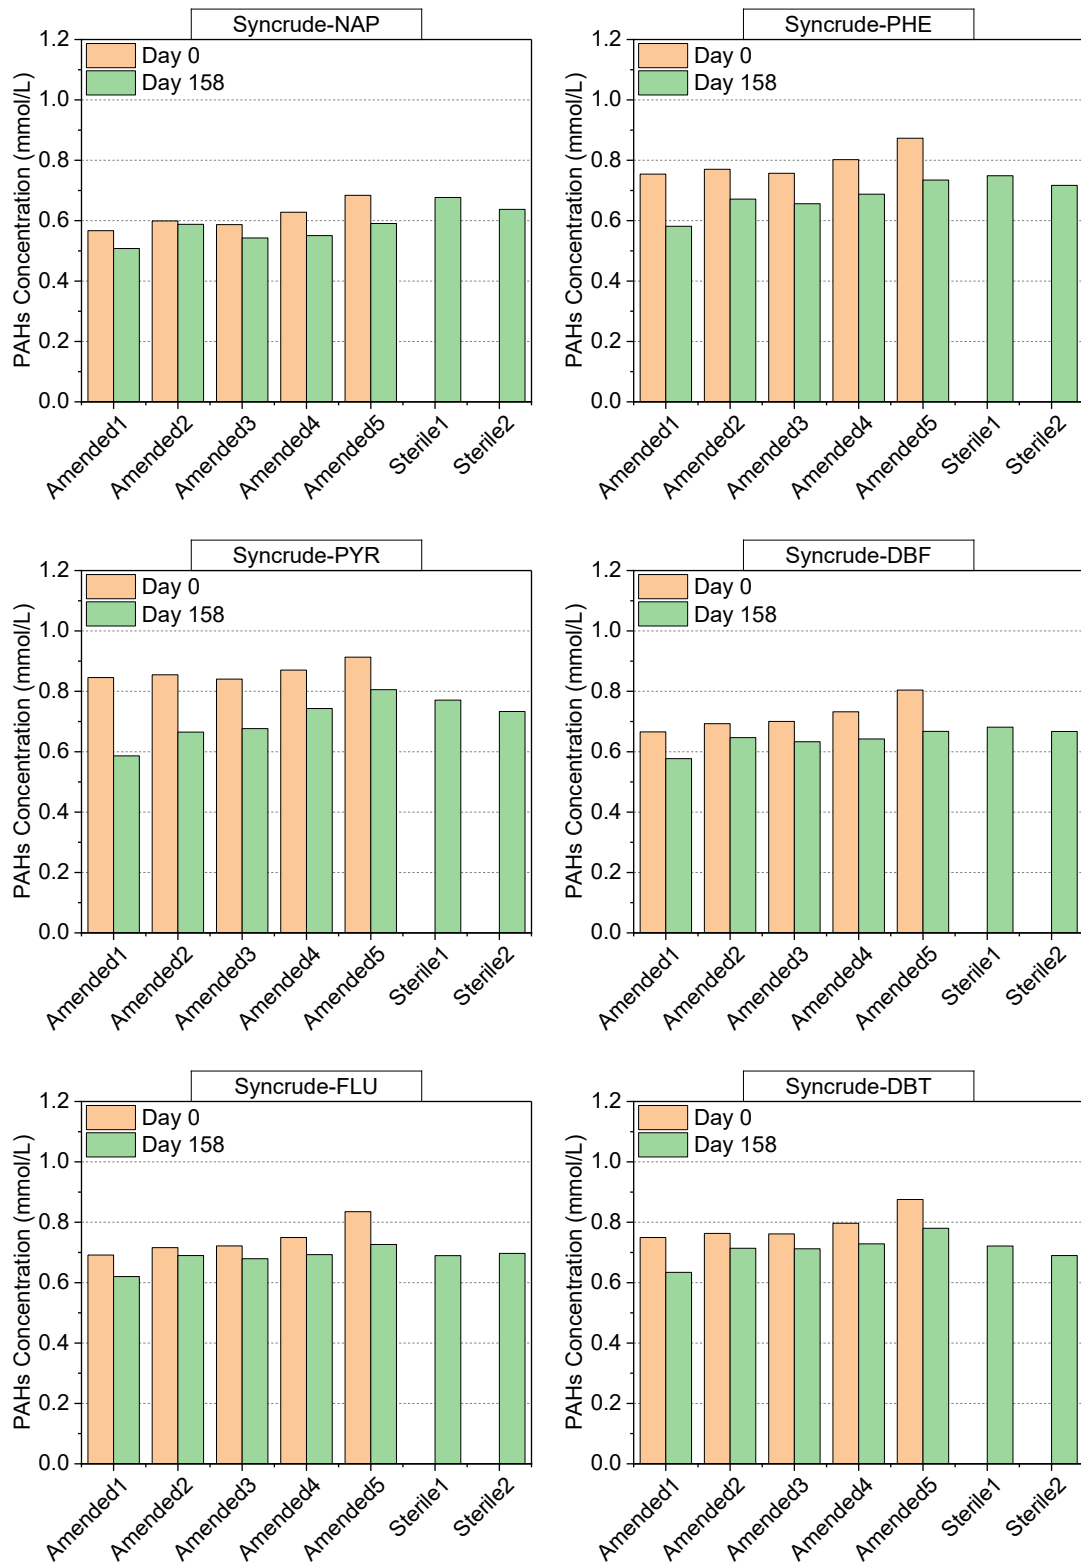 Syncrude-NAP
Day 0
Day 158
PAHs Concentration (mmol/L)
1.2
1.0
0.8
0.6
0.4
0.2
0.0
Amended1
Amended2
Amended3
Amended4
Amended5
Sterile1
Sterile2
Syncrude-PHE
Day 0
Day 158
PAHs Concentration (mmol/L)
1.2
1.0
0.8
0.6
0.4
0.2
0.0
Amended1
Amended2
Amended3
Amended4
Amended5
Sterile1
Sterile2
Syncrude-PYR
Day 0
Day 158
PAHs Concentration (mmol/L)
1.2
1.0
0.8
0.6
0.4
0.2
0.0
Amended1
Amended2
Amended3
Amended4
Amended5
Sterile1
Sterile2
Syncrude-DBF
Day 0
Day 158
PAHs Concentration (mmol/L)
1.2
1.0
0.8
0.6
0.4
0.2
0.0
Amended1
Amended2
Amended3
Amended4
Amended5
Sterile1
Sterile2
Syncrude-FLU
Day 0
Day 158
PAHs Concentration (mmol/L)
1.2
1.0
0.8
0.6
0.4
0.2
0.0
Amended1
Amended2
Amended3
Amended4
Amended5
Sterile1
Sterile2
Syncrude-DBT
Day 0
Day 158
PAHs Concentration (mmol/L)
1.2
1.0
0.8
0.6
0.4
0.2
0.0
Amended1
Amended2
Amended3
Amended4
Amended5
Sterile1
Sterile2